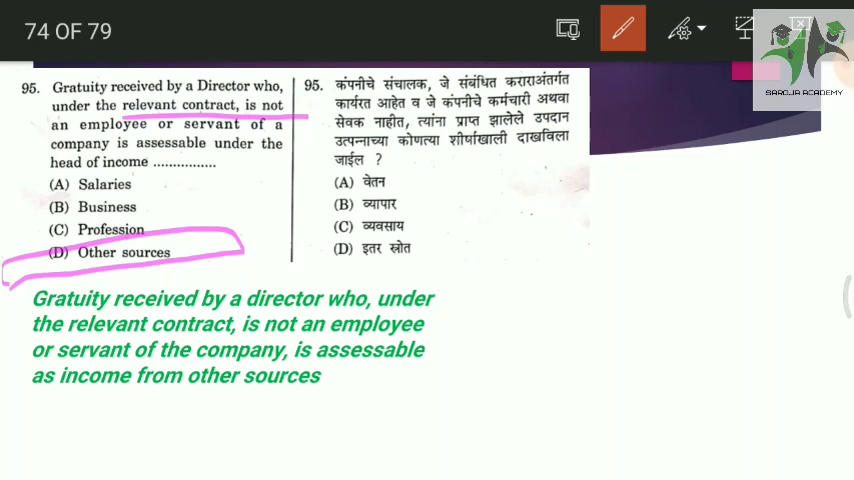 74 OF 79
SAROJA ACADEMY
95. Gratuity received by a Director who,
under the relevant contract, is not
an employee or servant of a
company is assessable under the
head of income ................
(A) Salaries
(B) Business
(C) Profession
(D) Other sources
95. कंपनीचे संचालक, जे संबंधित कराराअंतर्गत
कार्यरत आहेत व जे कंपनीचे कर्मचारी अथवा
सेवक नाहीत, त्यांना प्राप्त झालेले उपदान
उत्पन्नाच्या कोणत्या शीर्षाखाली दाखविला
जाईल ?
(A) वेतन
(B) व्यापार
(C) व्यवसाय
(D) इतर स्त्रोत
Gratuity received by a director who, under
the relevant contract, is not an employee
or servant of the company, is assessable
as income from other sources